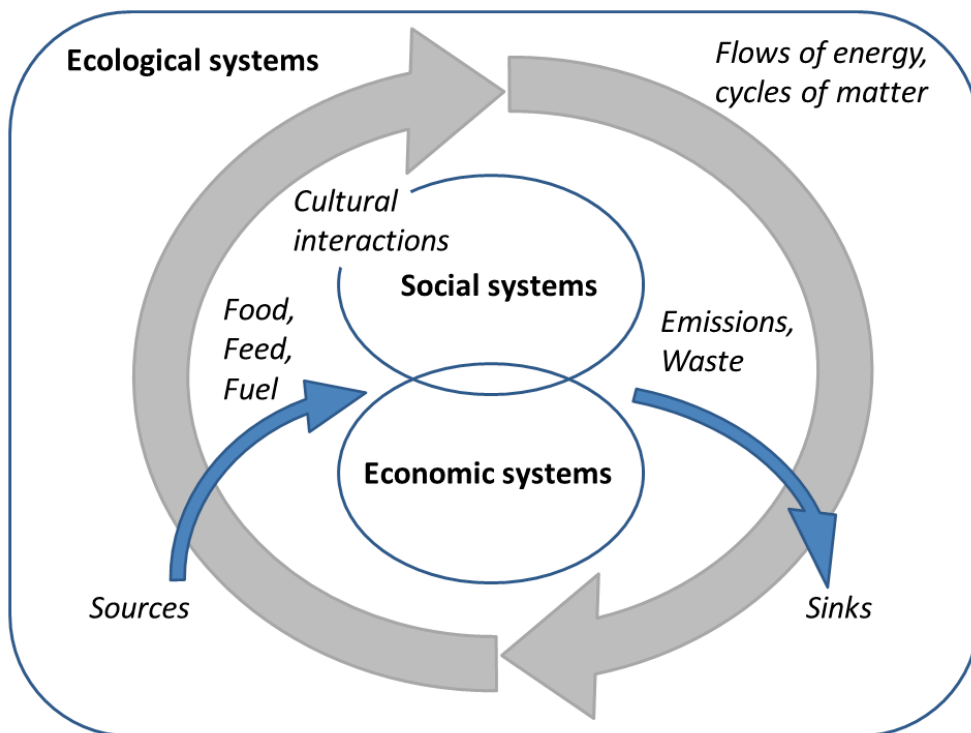 Ecological systems
Flows of energy,
cycles of matter
Cultural
interactions
Social systems
Food,
Feed,
Fuel
Emissions,
Waste
Economic systems
Sources
Sinks